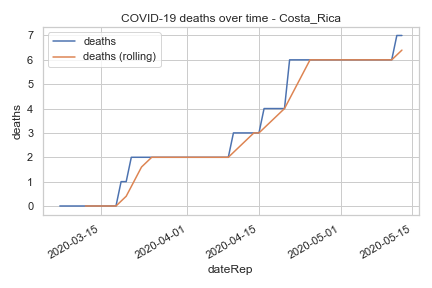 COVID-19 deaths over time - Costa_Rica
deaths
deaths (rolling)
deaths
7
6
5
4
3
2
1
0
2020-03-15
2020-04-01
2020-04-15
2020-05-01
2020-05-15
dateRep